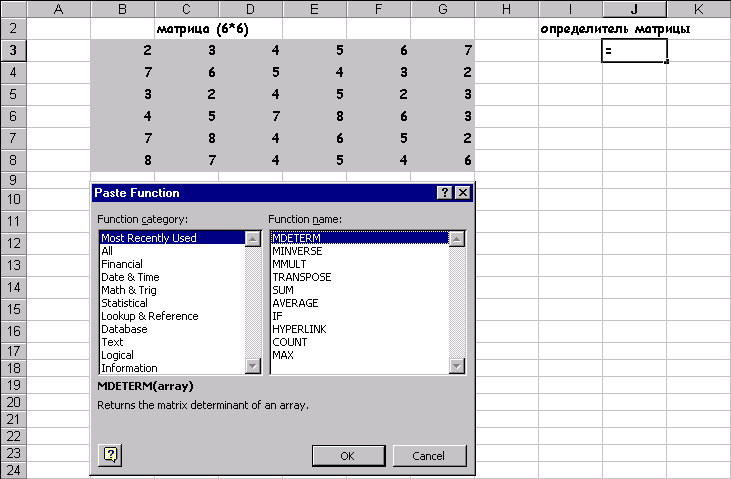 A B C D E F G H I J K
2 матрица (6*6) определитель матрицы
3 2 3 4 5 6 7 =
4 7 6 5 4 3 2
5 3 2 4 5 2 3
6 4 5 7 8 6 3
7 7 8 4 6 5 2
8 8 7 4 5 4 6
9
10 Paste Function
11 Function category: Function name:
12 Most Recently Used MDETERM
All MINVERSE
13 Financial MMULT
Date & Time TRANSPOSE
14 Math & Trig SUM
15 Statistical AVERAGE
Lookup & Reference IF
16 Database HYPERLINK
Text COUNT
17 Logical MAX
18 Information
19 MDETERM(array)
20 Returns the matrix determinant of an array.
21
22
23 OK Cancel
24